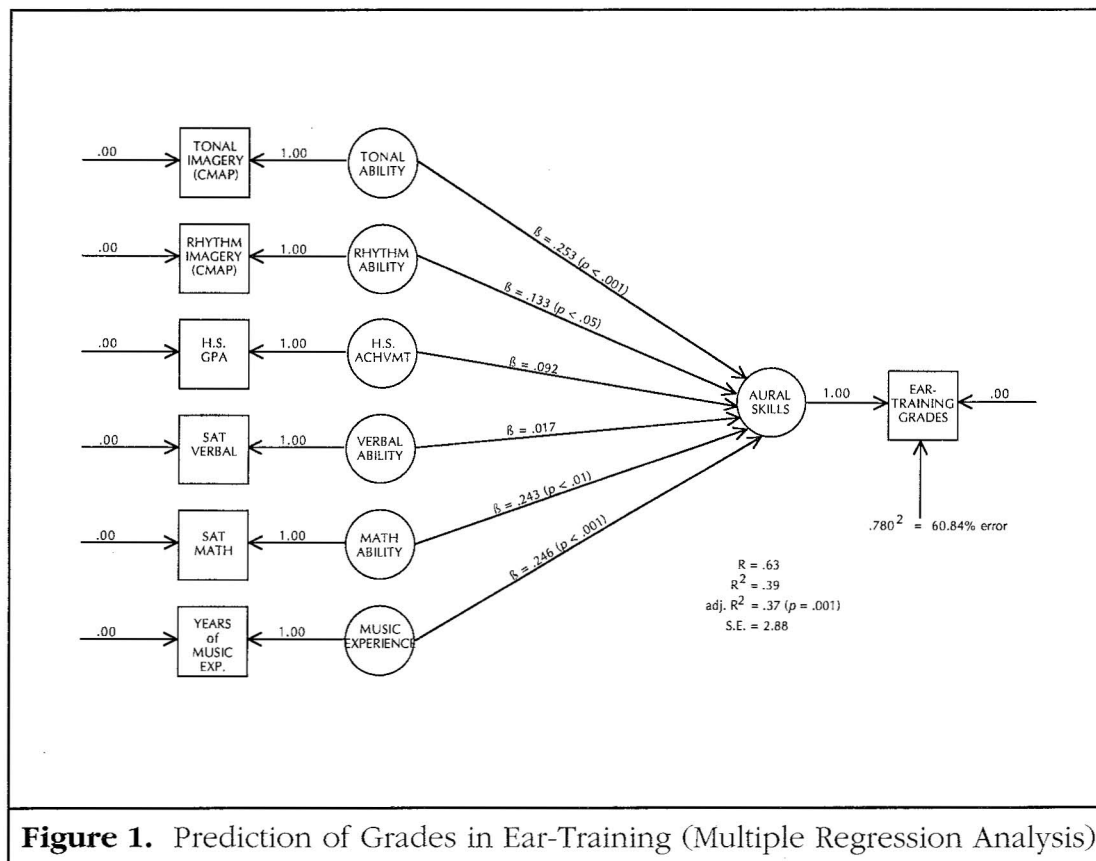 .00
TONAL
IMAGERY
(CMAP)
1.00
TONAL
ABILITY
ß = .253 (p < .001)
.00
RHYTHM
IMAGERY
(CMAP)
1.00
RHYTHM
ABILITY
ß = .133 (p < .05)
.00
H.S.
GPA
1.00
H.S.
ACHVMT
ß = .092
.00
SAT
VERBAL
1.00
VERBAL
ABILITY
ß = .017
.00
SAT
MATH
1.00
MATH
ABILITY
ß = .243 (p < .01)
.00
YEARS
of
MUSIC
EXP.
1.00
MUSIC
EXPERIENCE
ß = .246 (p < .001)
AURAL
SKILLS
1.00
EAR-
TRAINING
GRADES
.00
.780² = 60.84% error
R = .63
R² = .39
adj. R² = .37 (p = .001)
S.E. = 2.88
Figure 1. Prediction of Grades in Ear-Training (Multiple Regression Analysis)